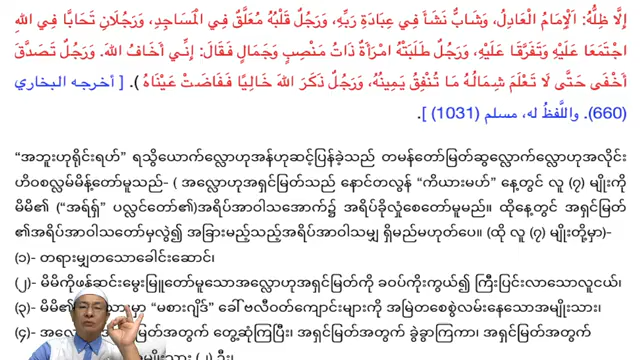 إِلَّا ظِلُّهُ: اَلْإِمَامُ الْعَادِلُ، وَشَابٌّ نَشَأَ فِي عِبَادَةِ رَبِّهِ، وَرَجُلٌ قَلْبُهُ مُعَلَّقٌ فِي الْمَسَاجِدِ، وَرَجُلَانِ تَحَابَّا فِي اللهِ
اجْتَمَعَا عَلَيْهِ وَتَفَرَّقَا عَلَيْهِ، وَرَجُلٌ طَلَبَتْهُ امْرَأَةٌ ذَاتُ مَنْصِبٍ وَجَمَالٍ فَقَالَ: إِنِّي أَخَافُ اللهَ. وَرَجُلٌ تَصَدَّقَ
أَخْفَى حَتَّى لَا تَعْلَمَ شِمَالُهُ مَا تُنْفِقُ يَمِينُهُ، وَرَجُلٌ ذَكَرَ اللهَ خَالِيًا فَفَاضَتْ عَيْنَاهُ ). [ أخرجه البخاري
(660). واللَّفظُ له، مسلم (1031) ].
“အဘူးဟုရိုင်းရဟ်” ရသွိယောက်လ္လောဟုအန်ဟုဆင့်ပြန်ခဲ့သည် တမန်တော်မြတ်ဆွလ္လောက်လ္လောဟုအလိုင်း
ဟိဝစလ္လမ်မိန့်တော်မူသည်- ( အလ္လောဟုအရှင်မြတ်သည် နောင်တလွန် “ကိယားမဟ်” နေ့တွင် လူ (၇) မျိုးကို
မိမိ၏ (“အရ်ရှ်” ပလ္လင်တော်၏)အရိပ်အာဝါသအောက်၌ အရိပ်ခိုလှုံစေတော်မူမည်။ ထိုနေ့တွင် အရှင်မြတ်
၏အရိပ်အာဝါသတော်မှလွဲ၍ အခြားမည်သည့်အရိပ်အာဝါသမျှ ရှိမည်မဟုတ်ပေ။ (ထို လူ (၇) မျိုးတို့မှာ)-
(၁)- တရားမျှတသောခေါင်းဆောင်၊
(၂)- မိမိကိုဖန်ဆင်းမွေးမြူတော်မူသောအလ္လောဟုအရှင်မြတ်ကို ခဝပ်ကိုးကွယ်၍ ကြီးပြင်းလာသောလူငယ်၊
(၃)- မိမိ၏ မှာ “မစားဂျိဒ်” ခေါ် ဗလီဝတ်ကျောင်းများကို အမြဲတစေစွဲလမ်းနေသောအမျိုးသား၊
(၄)- မြတ်အတွက် တွေ့ဆုံကြပြီး၊ အရှင်မြတ်အတွက် ခွဲခွာကြကာ၊ အရှင်မြတ်အတွက်